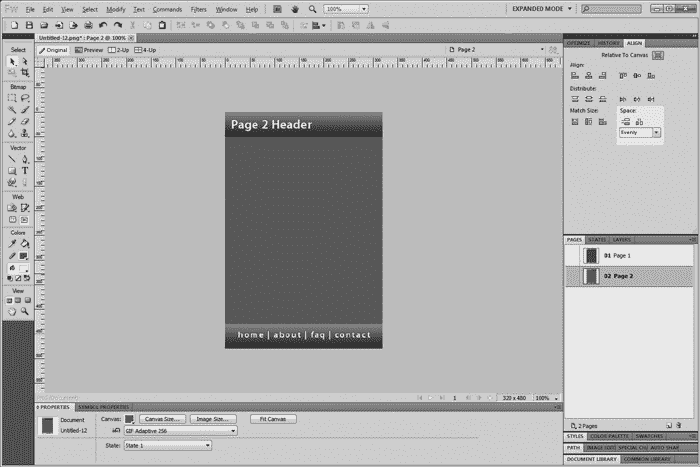 Fw
File Edit View Select Modify Text Commands Filters Window Help 100% EXPANDED MODE
Untitled-12.png* : Page 2 @ 100%
Original Preview 2-Up 4-Up Page 2
Select
Bitmap
Vector
Web
Colors
View
Page 2 Header
home | about | faq | contact
1 320 x 480 100%
PROPERTIES SYMBOL PROPERTIES
Document
Untitled-12
Canvas: Canvas Size... Image Size... Fit Canvas
GIF Adaptive 256
State: State 1
OPTIMIZE HISTORY ALIGN
Relative To Canvas
Align:
Distribute:
Match Size: Space:
Evenly
PAGES STATES LAYERS
01 Page 1
02 Page 2
2 Pages
STYLES COLOR PALETTE SWATCHES
PATH IMAGE EDIT SPECIAL CH AUTO SHAP
DOCUMENT LIBRARY COMMON LIBRARY